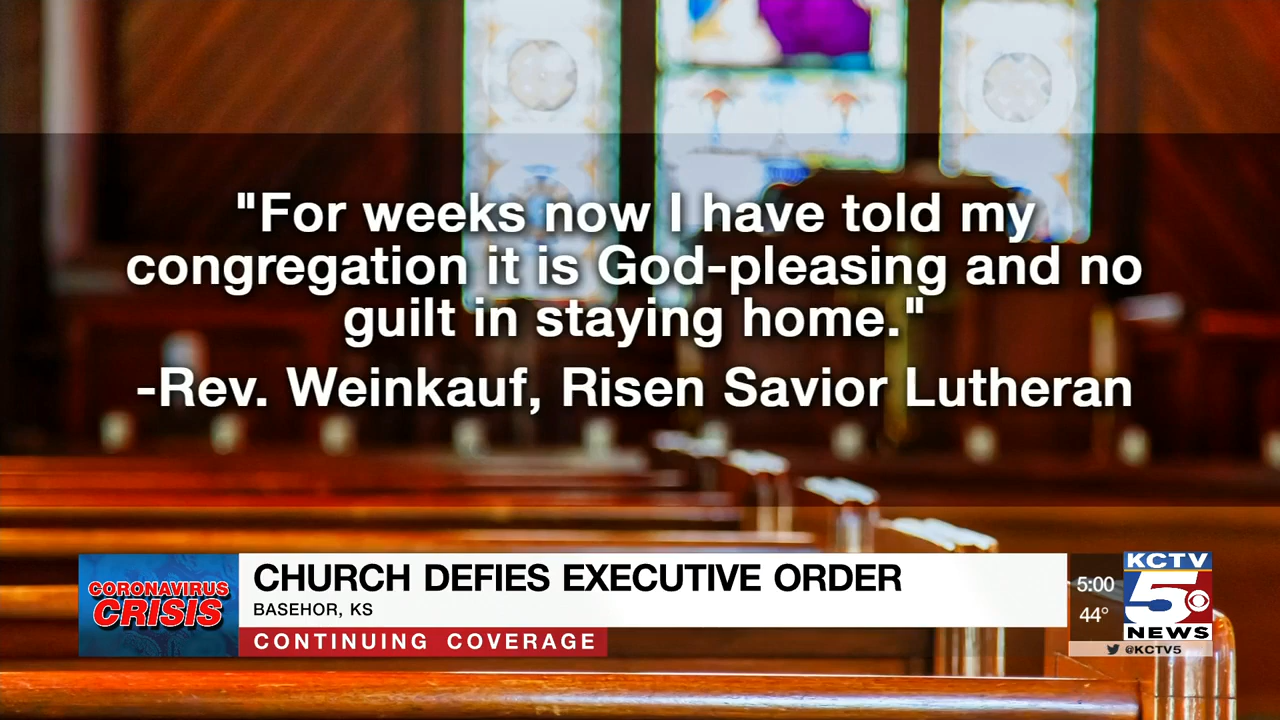 "For weeks now I have told my
congregation it is God-pleasing and no
guilt in staying home."
-Rev. Weinkauf, Risen Savior Lutheran
CORONAVIRUS
CRISIS
CHURCH DEFIES EXECUTIVE ORDER
BASEHOR, KS
CONTINUING COVERAGE
5:00
44°
KCTV
5
NEWS
@KCTV5